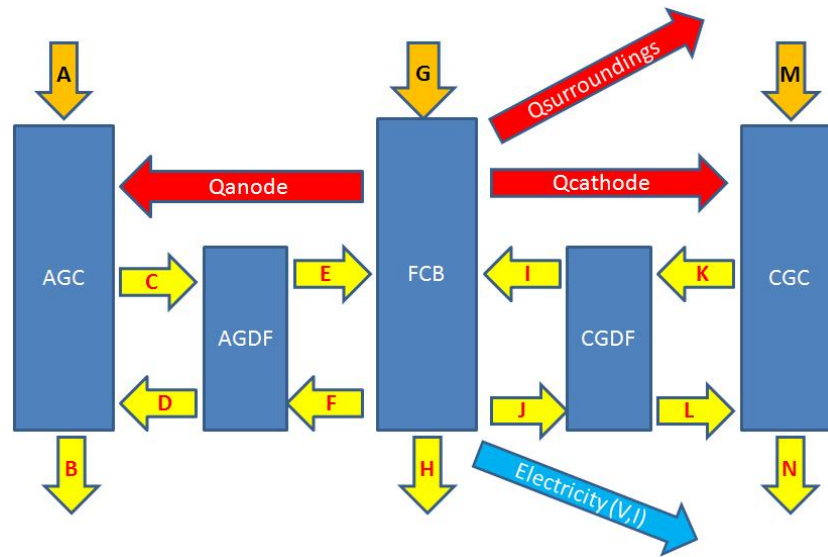 A
G
M
Qsurroundings
Qanode
Qcathode
AGC
C
E
FCB
I
K
CGC
AGDF
CGDF
D
F
J
L
B
H
Electricity (V,I)
N